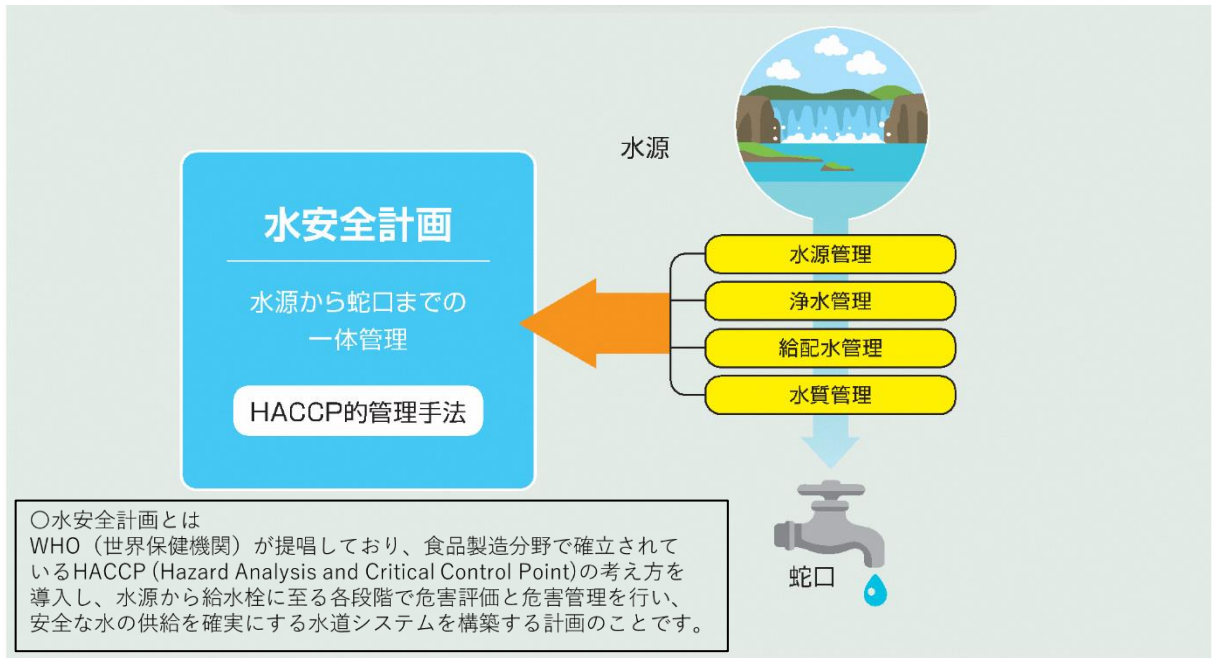 水源
水安全計画
水源から蛇口までの
一体管理
HACCP的管理手法
水源管理
浄水管理
給配水管理
水質管理
蛇口
〇水安全計画とは
WHO（世界保健機関）が提唱しており、食品製造分野で確立されて
いるHACCP (Hazard Analysis and Critical Control Point)の考え方を
導入し、水源から給水栓に至る各段階で危害評価と危害管理を行い、
安全な水の供給を確実にする水道システムを構築する計画のことです。